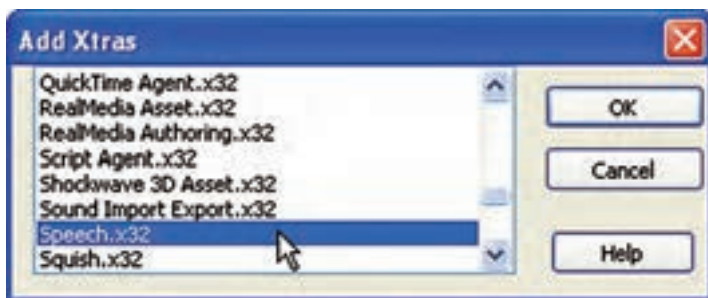 Add Xtras
QuickTime Agent.x32
RealMedia Asset.x32
RealMedia Authoring.x32
Script Agent.x32
Shockwave 3D Asset.x32
Sound Import Export.x32
Speech.x32
Squish.x32
OK
Cancel
Help